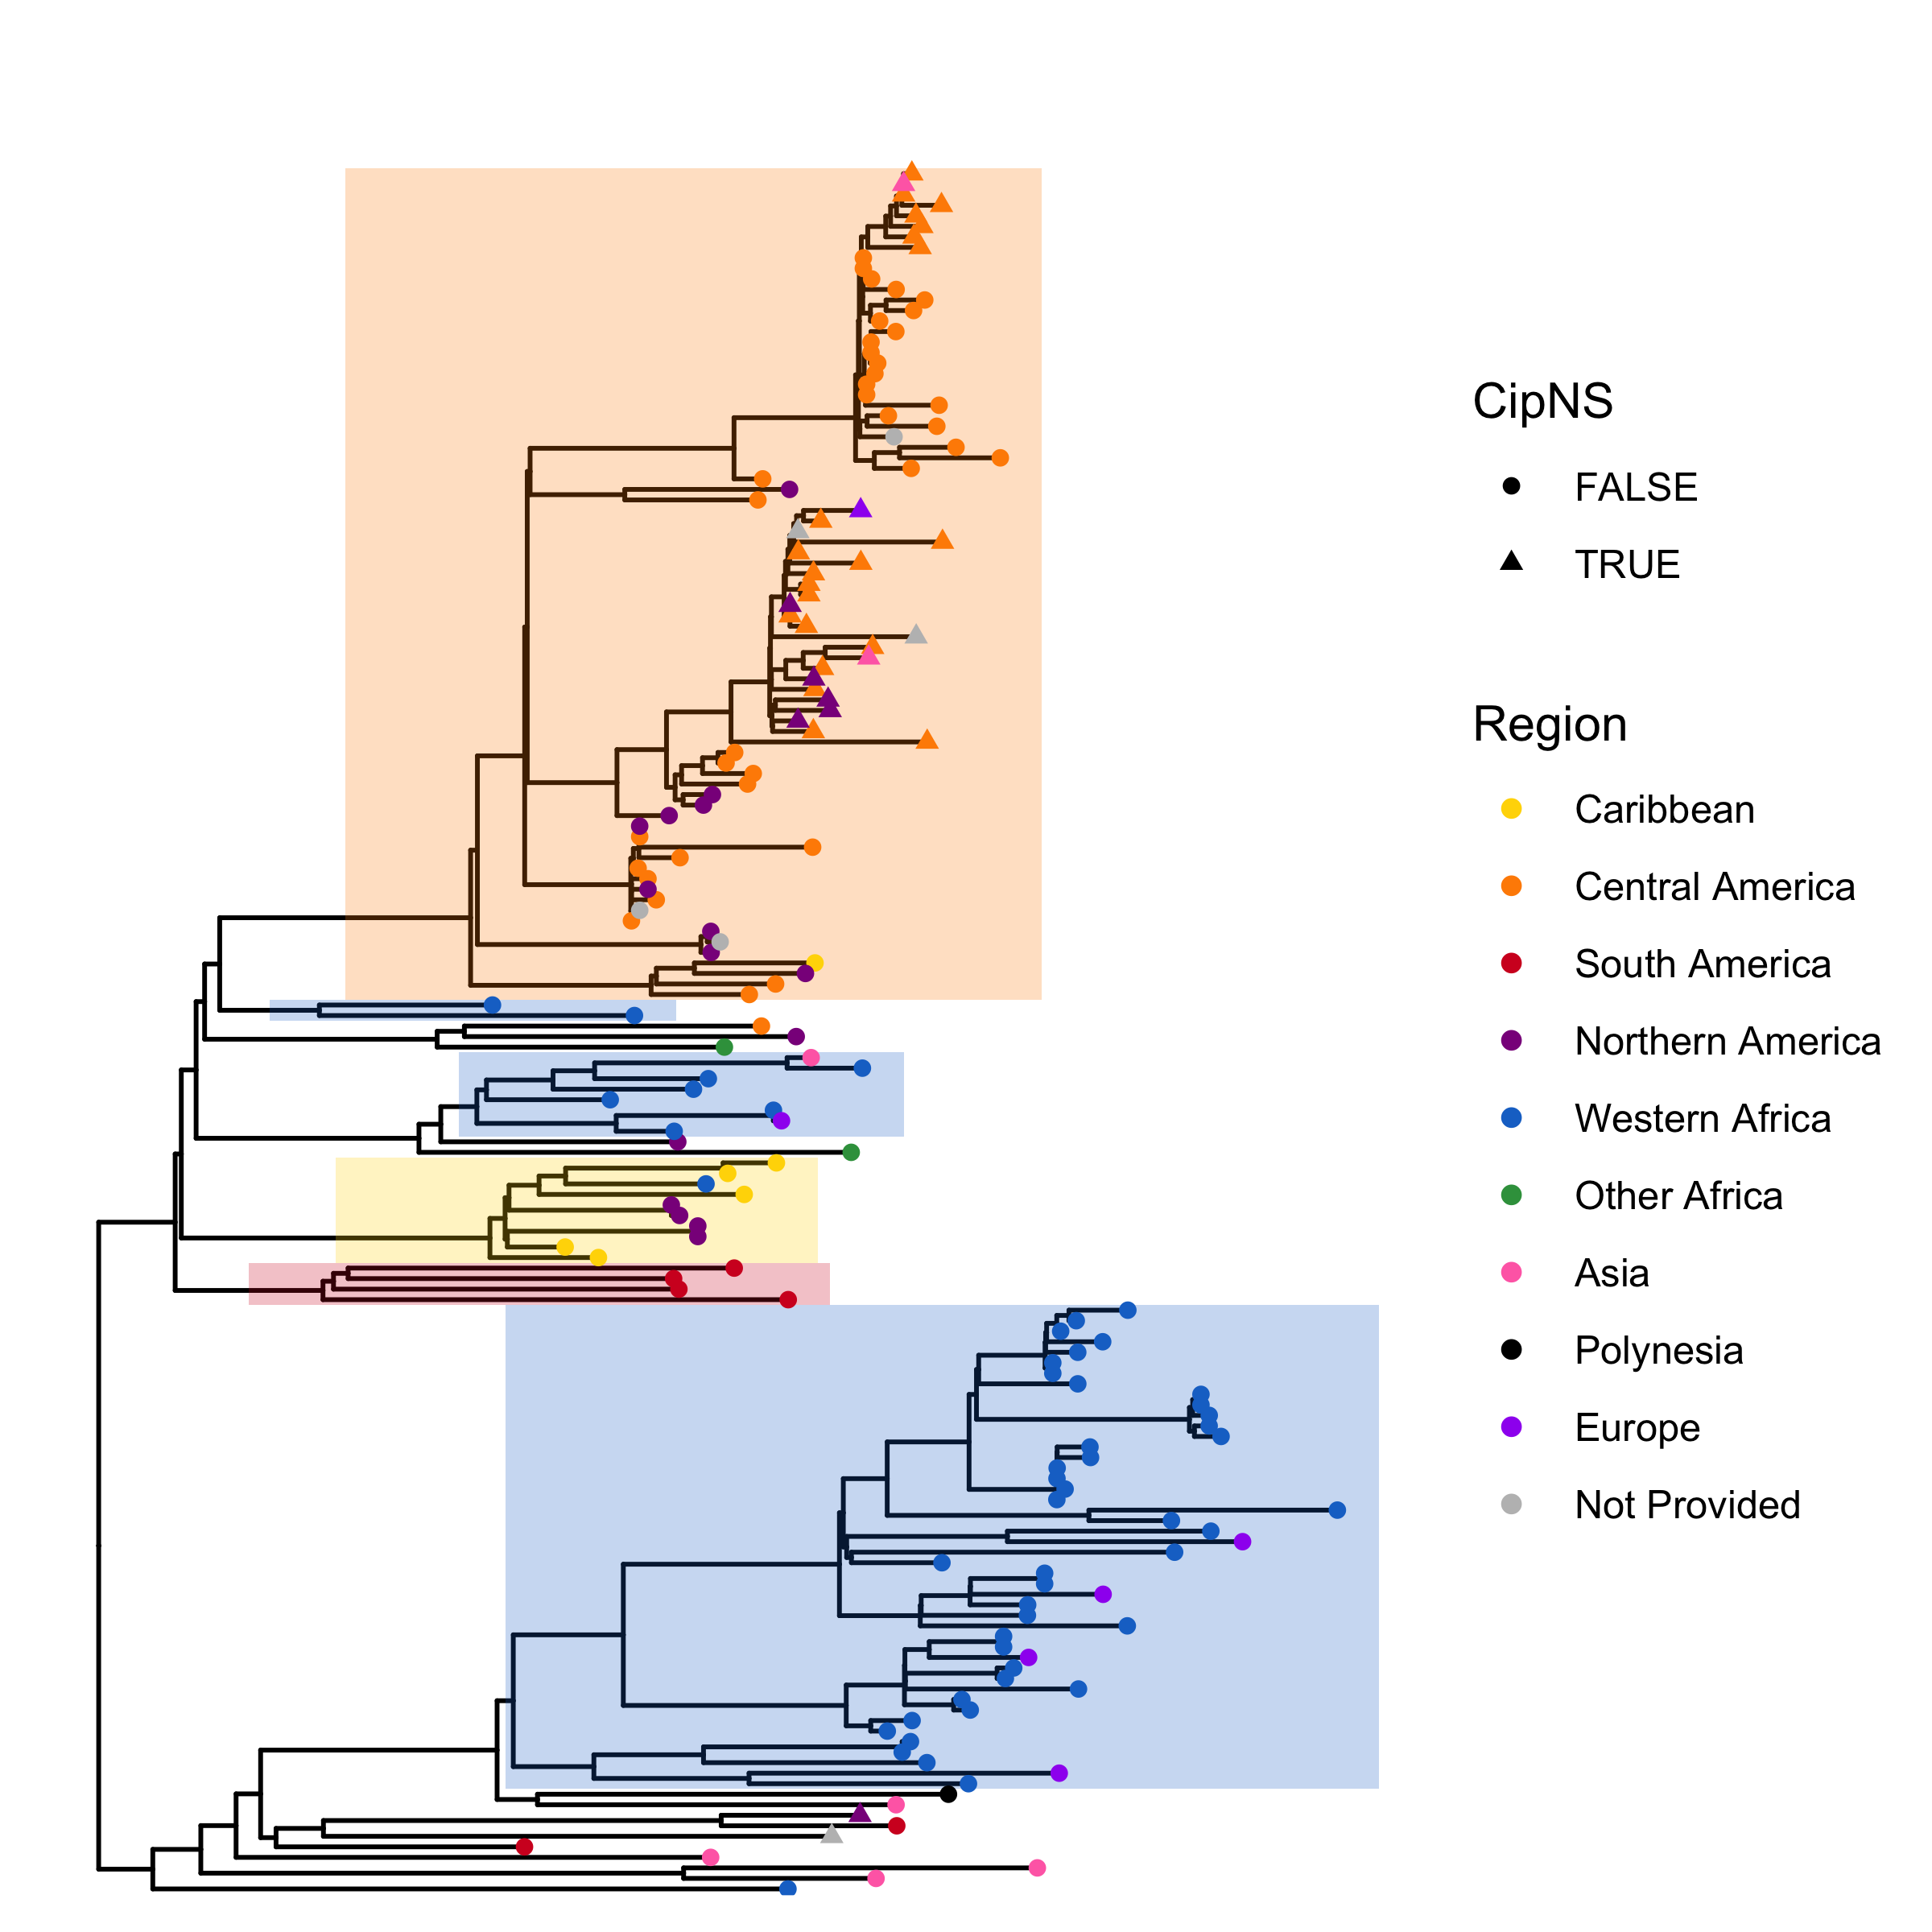 CipNS
FALSE
TRUE
Region
Caribbean
Central America
South America
Northern America
Western Africa
Other Africa
Asia
Polynesia
Europe
Not Provided